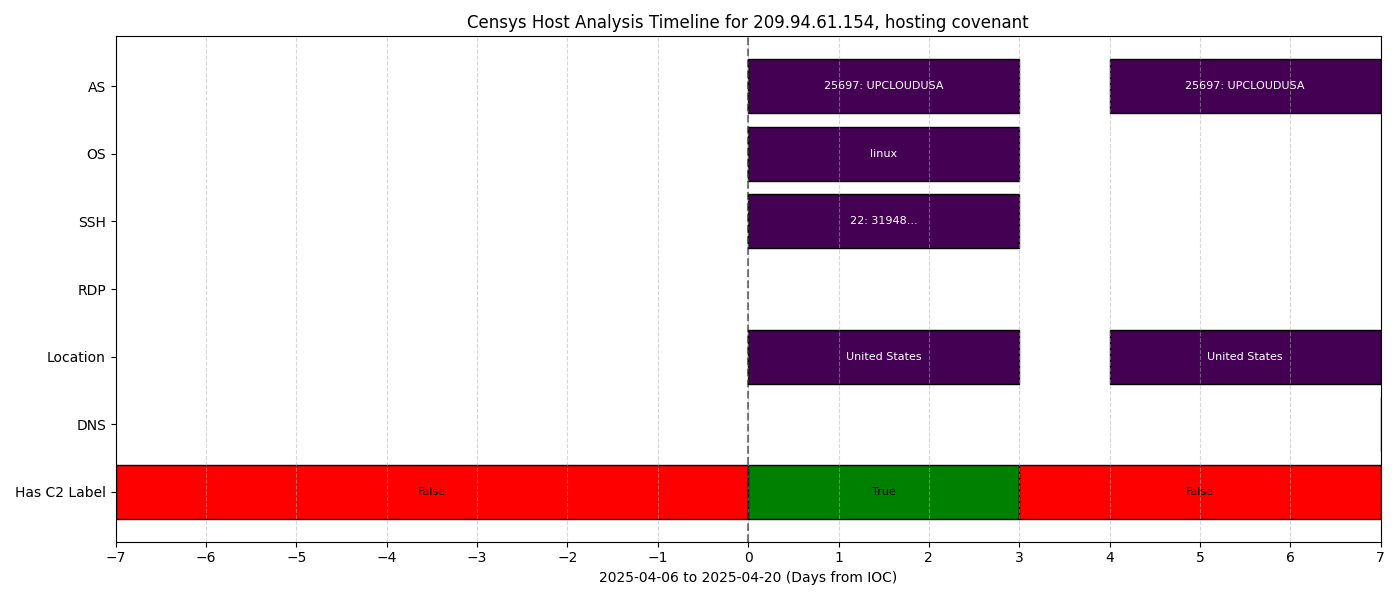 Censys Host Analysis Timeline for 209.94.61.154, hosting covenant
AS
25697: UPCLOUDUSA
25697: UPCLOUDUSA
OS
linux
SSH
22: 31948...
RDP
Location
United States
United States
DNS
Has C2 Label
False
True
False
−7 −6 −5 −4 −3 −2 −1 0 1 2 3 4 5 6 7
2025-04-06 to 2025-04-20 (Days from IOC)